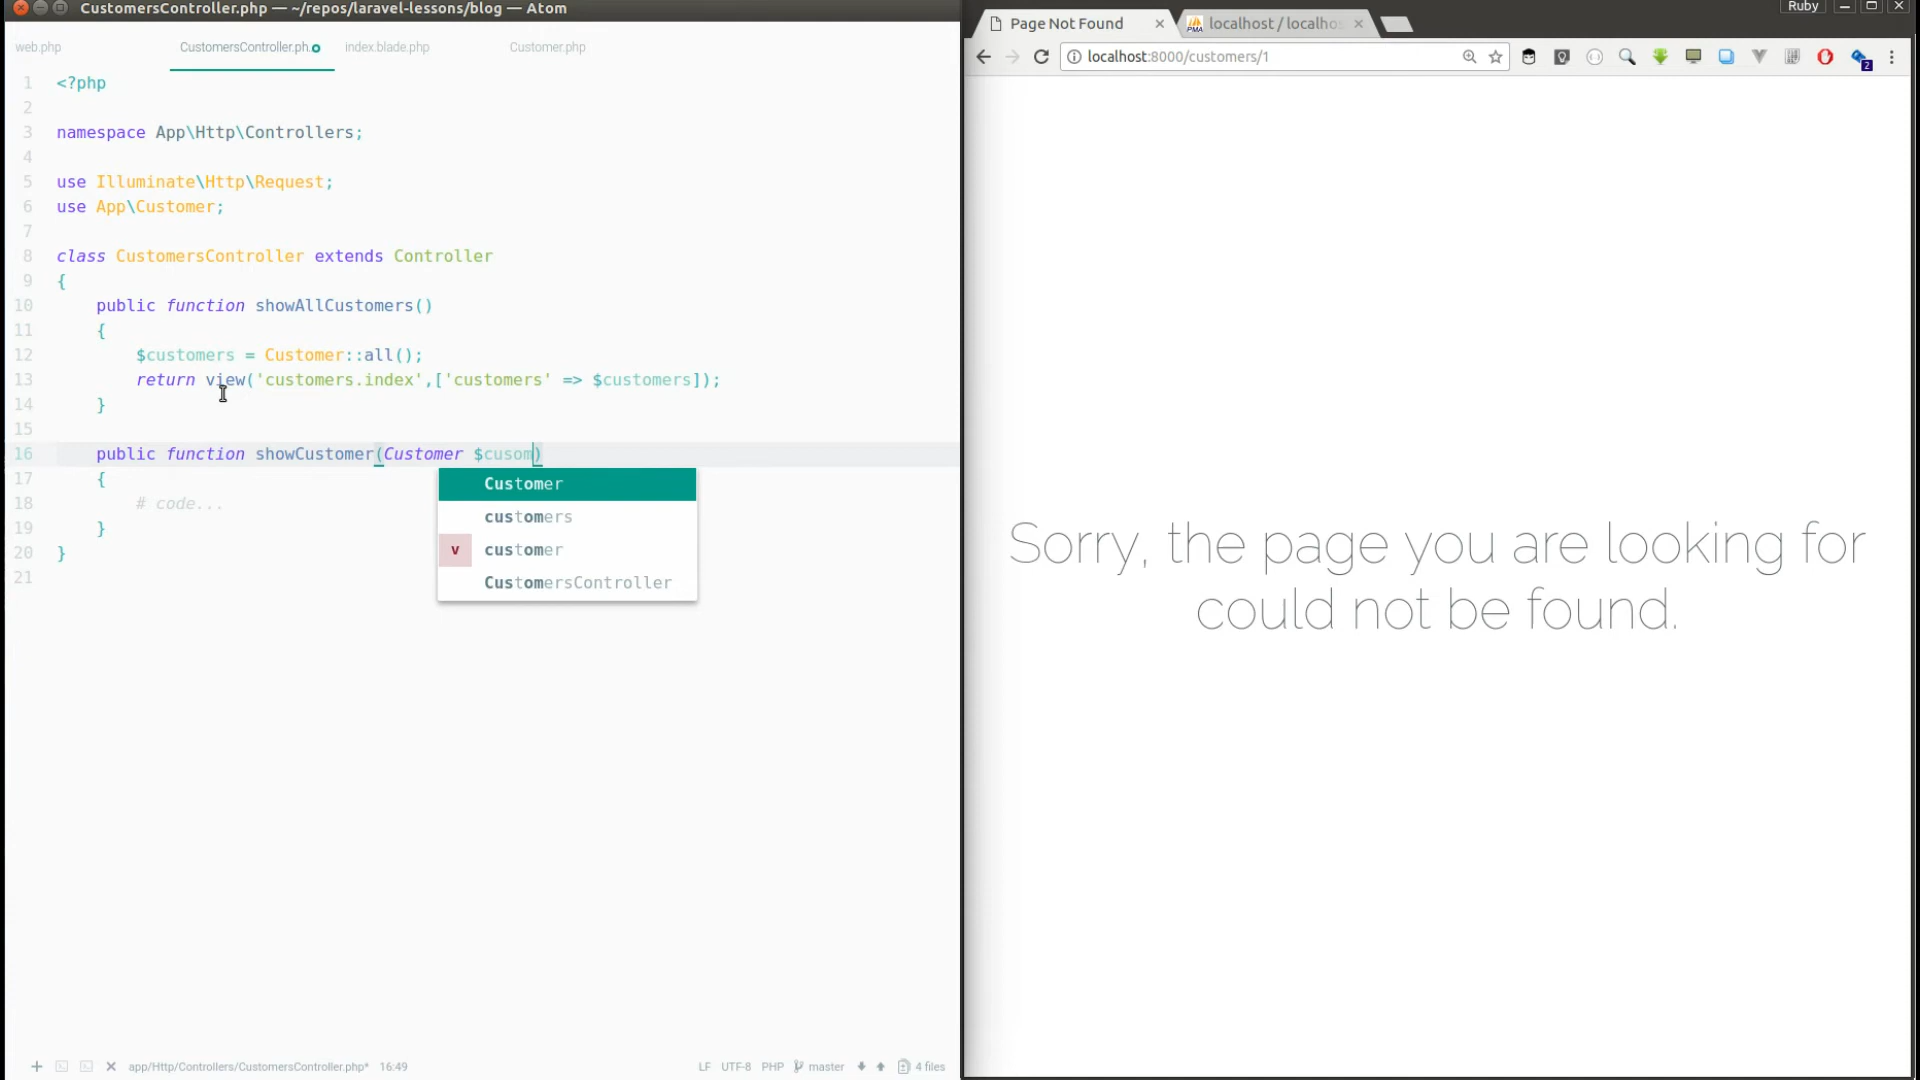 CustomersController.php — ~/repos/laravel-lessons/blog — Atom
web.php CustomersController.ph. index.blade.php Customer.php
1 <?php
2
3 namespace App\Http\Controllers;
4
5 use Illuminate\Http\Request;
6 use App\Customer;
7
8 class CustomersController extends Controller
9 {
10 public function showAllCustomers()
11 {
12 $customers = Customer::all();
13 return view('customers.index',['customers' => $customers]);
14 }
15
16 public function showCustomer(Customer $cusom)
17 {
18 # code...
19 }
20 }
21
Customer
customers
v customer
CustomersController
+ app/Http/Controllers/CustomersController.php* 16:49 LF UTF-8 PHP master 4 files
Ruby
Page Not Found localhost / localhos
localhost:8000/customers/1
2
Sorry, the page you are looking for
could not be found.